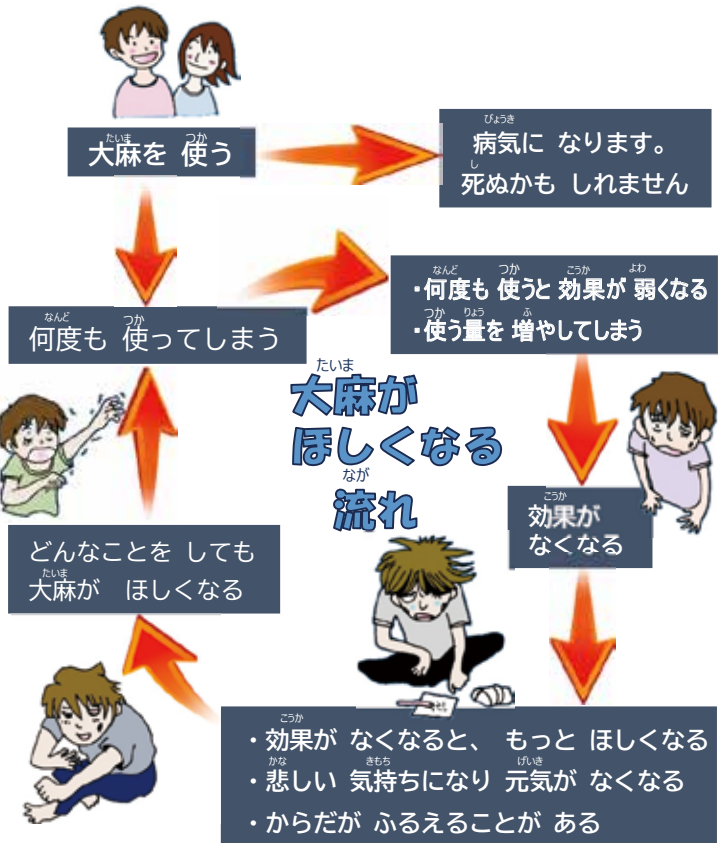 大麻を 使う
病気に なります。
死ぬかも しれません
何度も 使ってしまう
・何度も 使うと 効果が 弱くなる
・使う量を 増やしてしまう
大麻が
ほしくなる
流れ
効果が
なくなる
どんなことを しても
大麻が ほしくなる
・効果が なくなると、 もっと ほしくなる
・悲しい 気持ちになり 元気が なくなる
・からだが ふるえることが ある